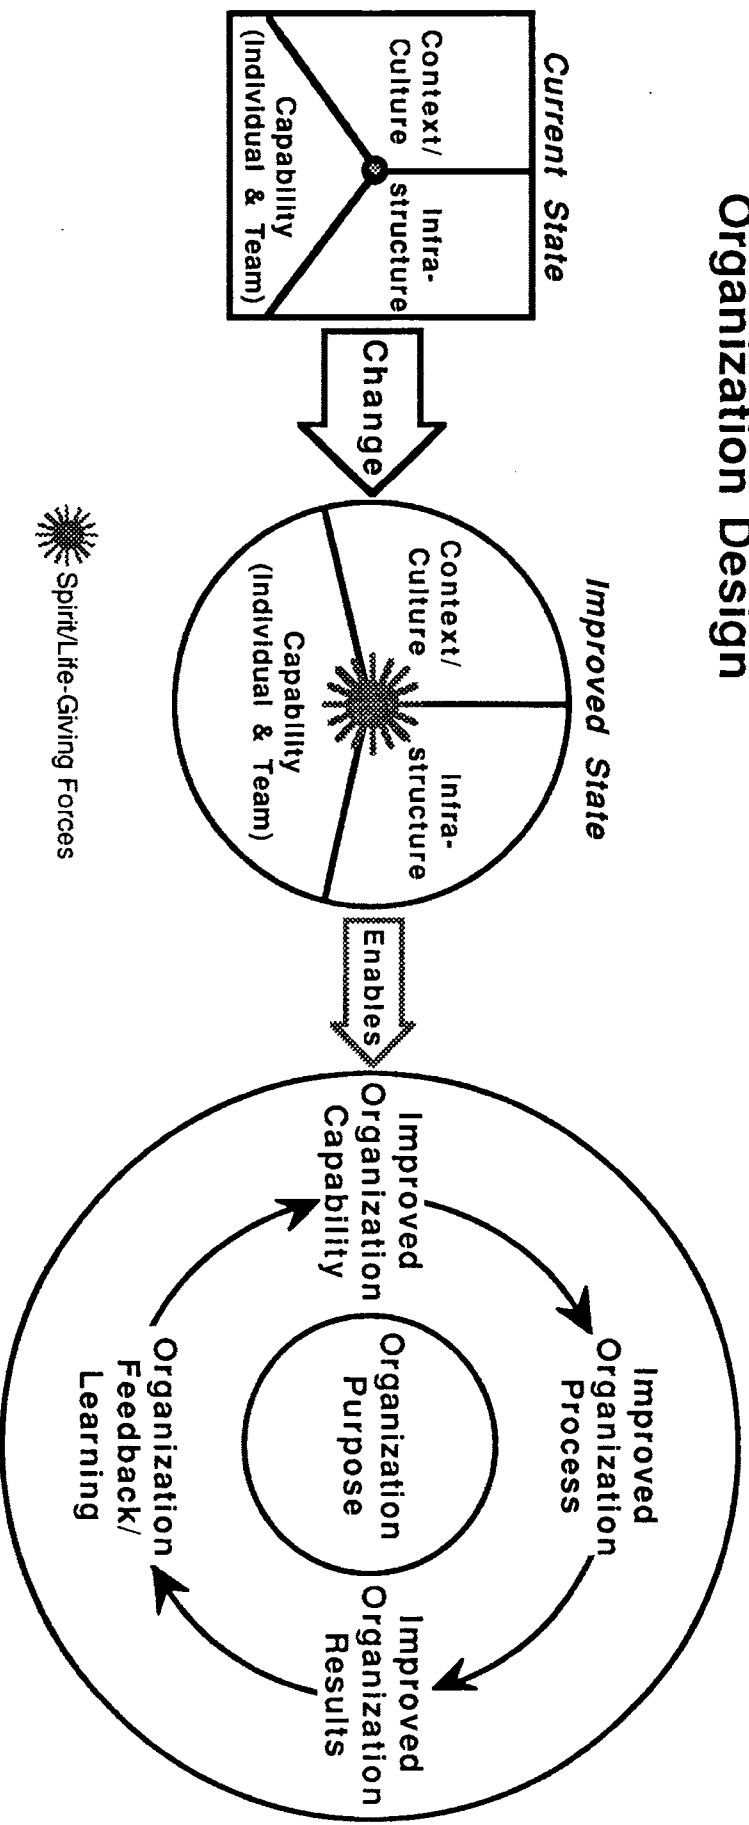 Organization Design
Current State
Context/
Culture
Infra-
structure
Capability
(Individual & Team)
Change
Improved State
Context/
Culture
Infra-
structure
Capability
(Individual & Team)
Spirit/Life-Giving Forces
Enables
Improved
Organization
Capability
Improved
Organization
Process
Organization
Purpose
Improved
Organization
Results
Organization
Feedback/
Learning